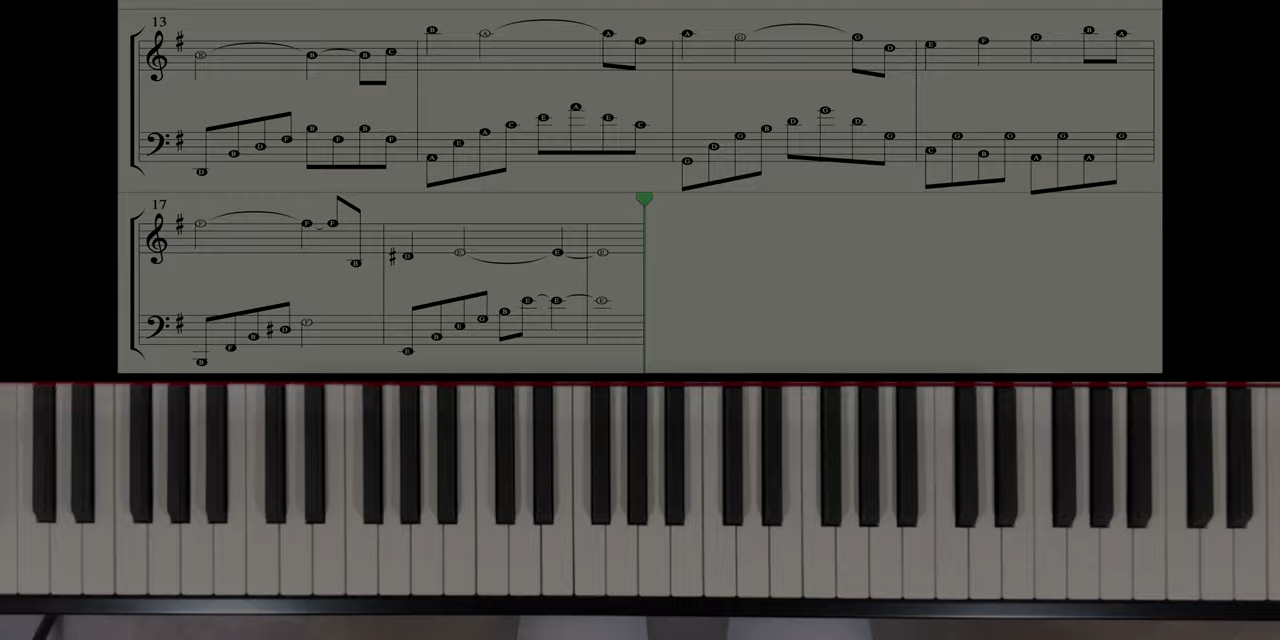 13
B B B C B A A F A G G D E F G B A
D B D F B F B F A E A C E A E C G D G B D G D G C G B G A G A G
17
F F F B D E E E
B F B D F E B E G B E E E